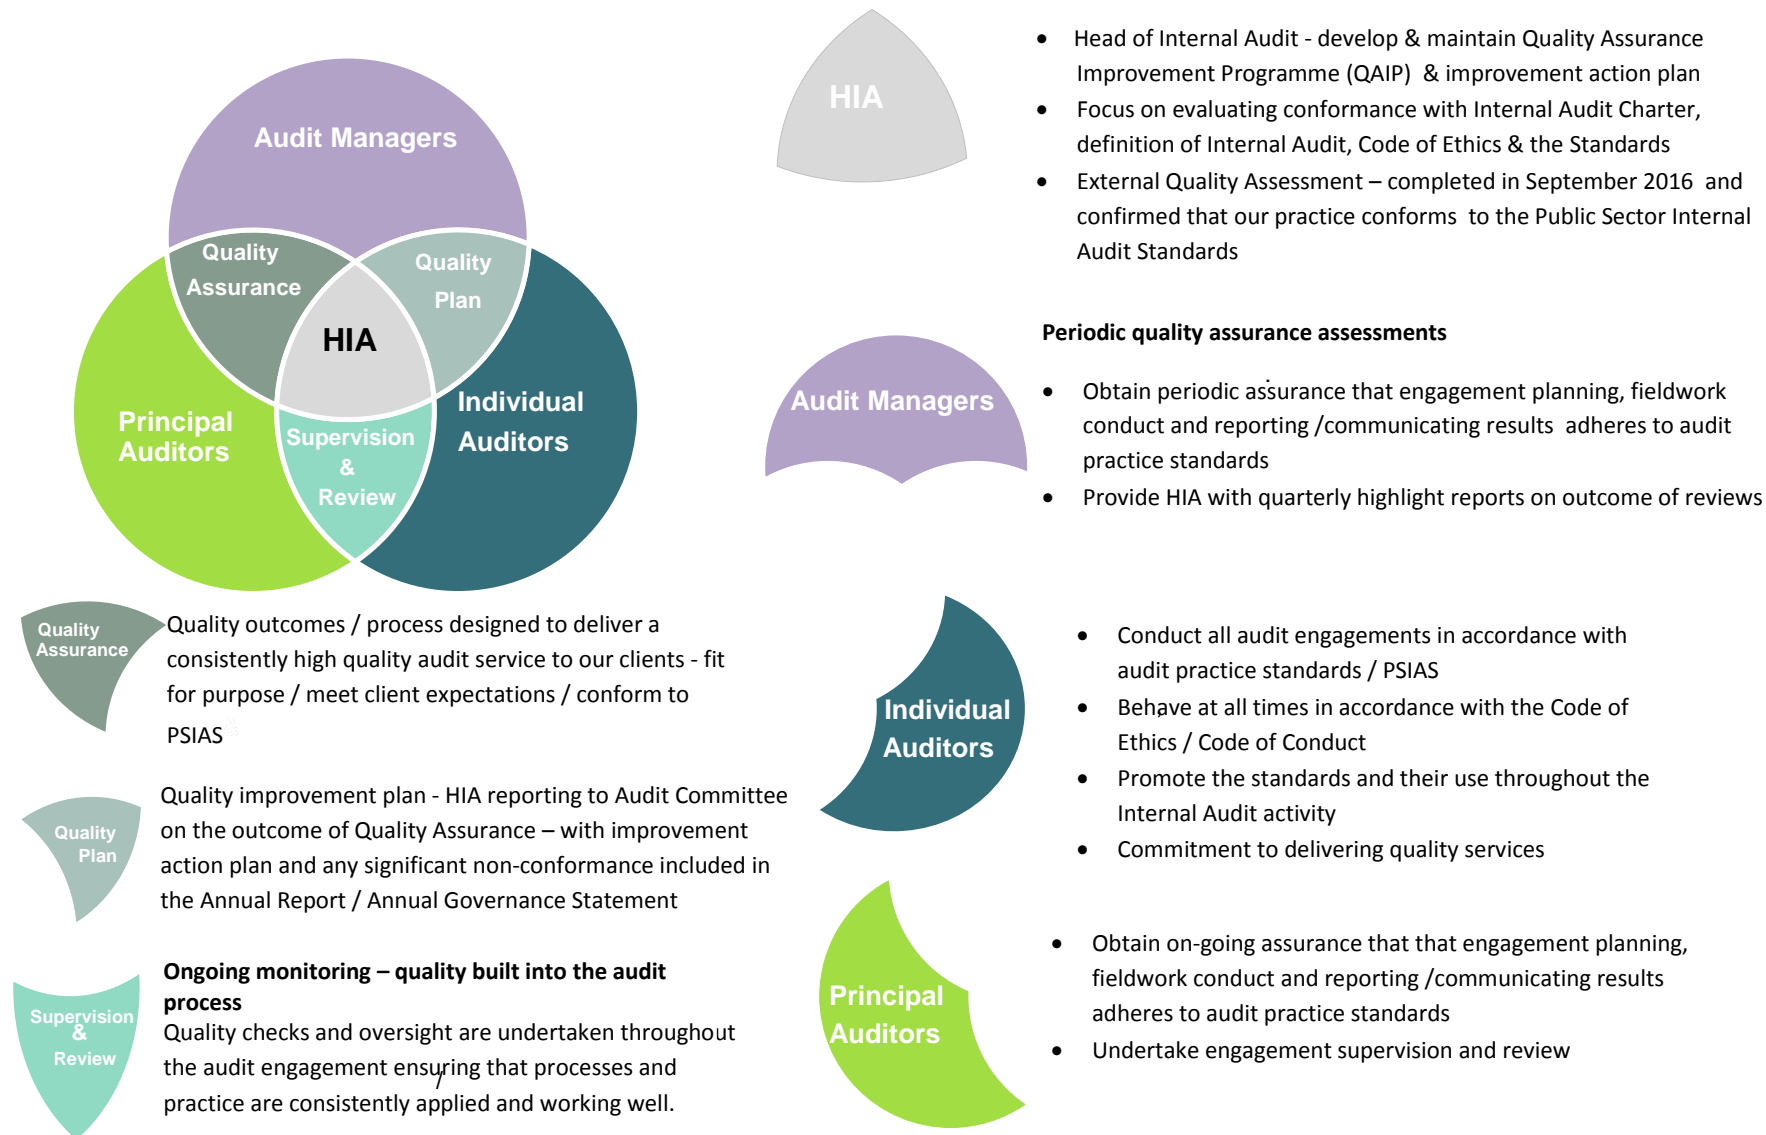 Audit Managers
Quality
Assurance
Quality
Plan
HIA
Principal
Auditors
Individual
Auditors
Supervision
&
Review
Quality
Assurance
Quality outcomes / process designed to deliver a
consistently high quality audit service to our clients - fit
for purpose / meet client expectations / conform to
PSIAS
Quality
Plan
Quality improvement plan - HIA reporting to Audit Committee
on the outcome of Quality Assurance – with improvement
action plan and any significant non-conformance included in
the Annual Report / Annual Governance Statement
Supervision
&
Review
Ongoing monitoring – quality built into the audit
process
Quality checks and oversight are undertaken throughout
the audit engagement ensuring that processes and
/
practice are consistently applied and working well.
HIA
• Head of Internal Audit - develop & maintain Quality Assurance
Improvement Programme (QAIP) & improvement action plan
• Focus on evaluating conformance with Internal Audit Charter,
definition of Internal Audit, Code of Ethics & the Standards
• External Quality Assessment – completed in September 2016 and
confirmed that our practice conforms to the Public Sector Internal
Audit Standards
Audit Managers
Periodic quality assurance assessments
• Obtain periodic assurance that engagement planning, fieldwork
conduct and reporting /communicating results adheres to audit
practice standards
• Provide HIA with quarterly highlight reports on outcome of reviews
Individual
Auditors
• Conduct all audit engagements in accordance with
audit practice standards / PSIAS
• Behave at all times in accordance with the Code of
Ethics / Code of Conduct
• Promote the standards and their use throughout the
Internal Audit activity
• Commitment to delivering quality services
Principal
Auditors
• Obtain on-going assurance that that engagement planning,
fieldwork conduct and reporting /communicating results
adheres to audit practice standards
• Undertake engagement supervision and review